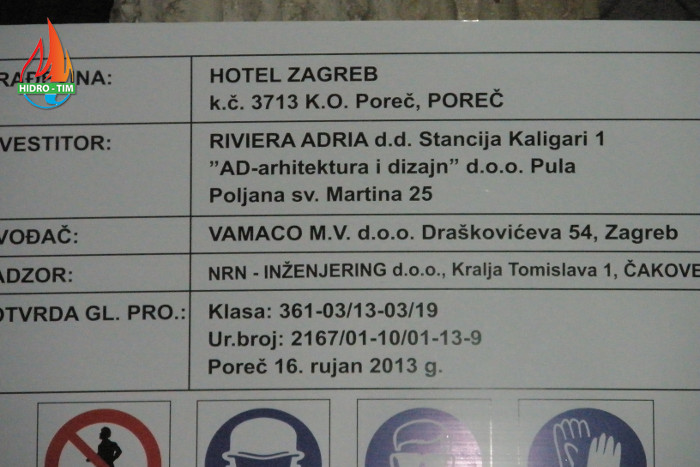 HIDRO - TIM
HOTEL ZAGREB
k.č. 3713 K.O. Poreč, POREČ
VESTITOR:
RIVIERA ADRIA d.d. Stancija Kaligari 1
”AD-arhitektura i dizajn” d.o.o. Pula
Poljana sv. Martina 25
VOĐAČ:
VAMACO M.V. d.o.o. Draškovićeva 54, Zagreb
ADZOR:
NRN - INŽENJERING d.o.o., Kralja Tomislava 1, ČAKOVE
OTVRDA GL. PRO.:
Klasa: 361-03/13-03/19
Ur.broj: 2167/01-10/01-13-9
Poreč 16. rujan 2013 g.